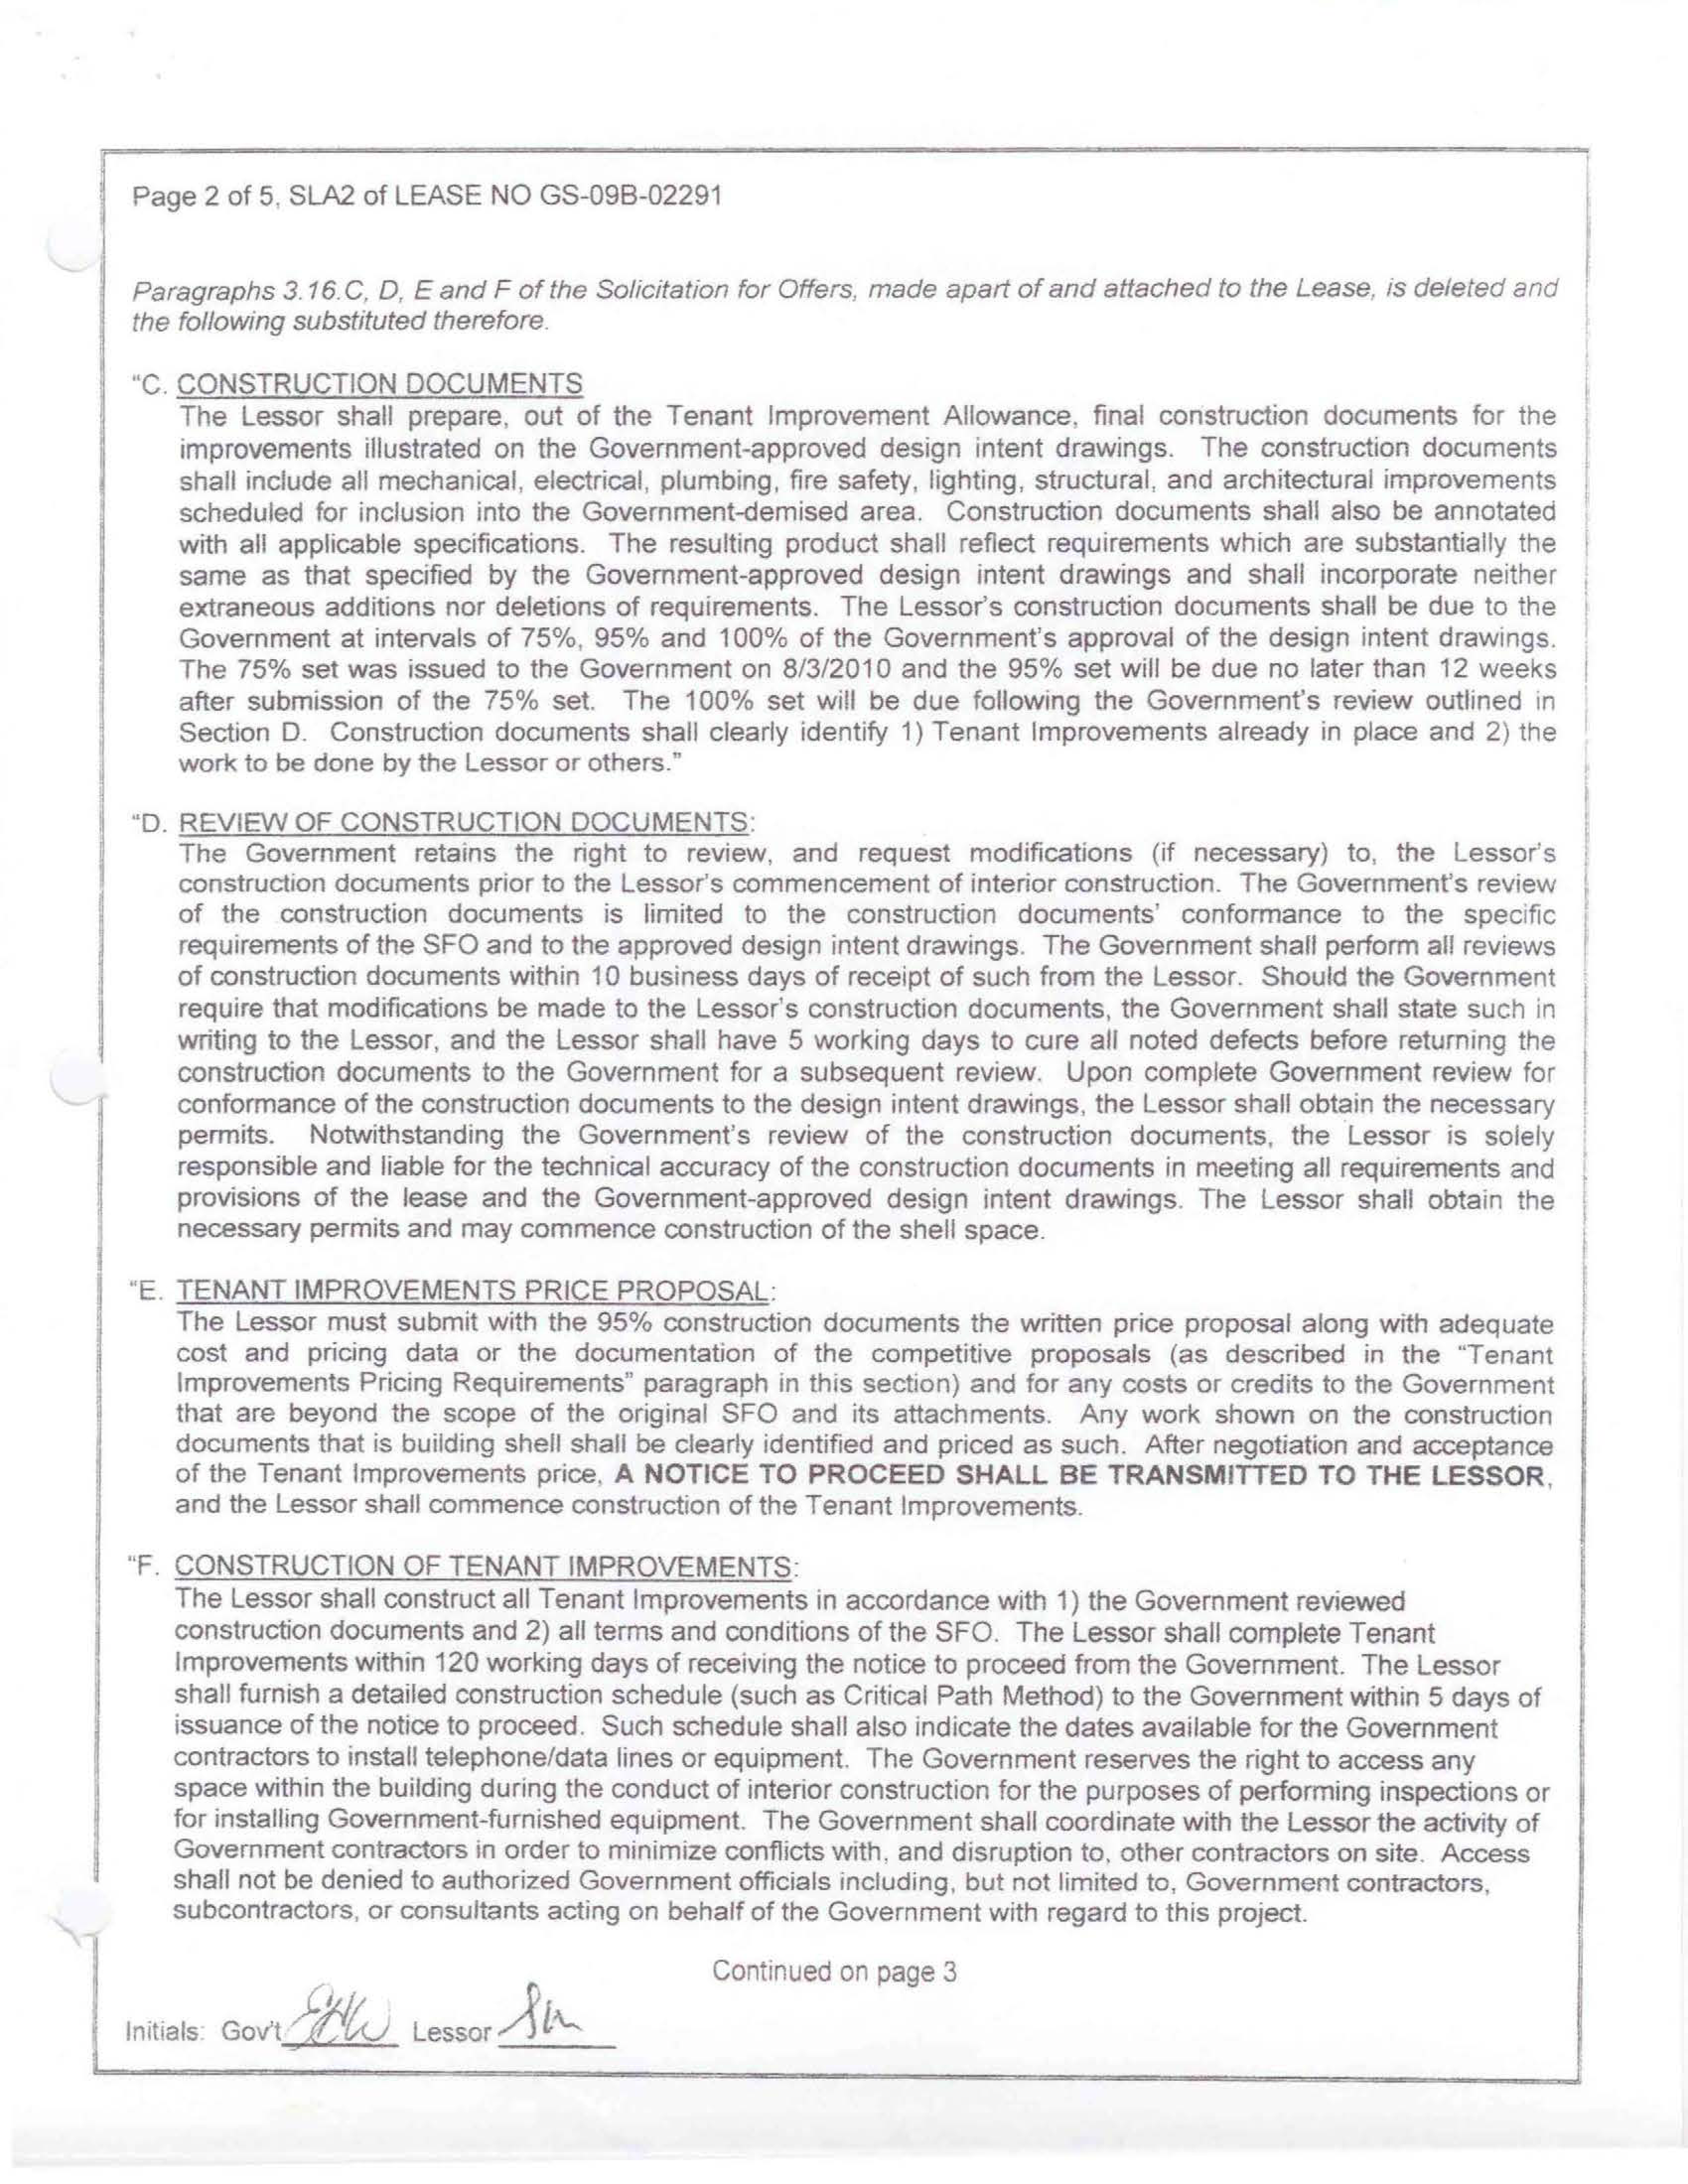 Page 2 of 5, SLA2 of LEASE NO GS-09B-02291
Paragraphs 3.16.C, D, E and F of the Solicitation for Offers, made apart of and attached to the Lease, is deleted and
the following substituted therefore.
"C. CONSTRUCTION DOCUMENTS
The Lessor shall prepare, out of the Tenant Improvement Allowance, final construction documents for the
improvements illustrated on the Government-approved design intent drawings. The construction documents
shall include all mechanical, electrical, plumbing, fire safety, lighting, structural, and architectural improvements
scheduled for inclusion into the Government-demised area. Construction documents shall also be annotated
with all applicable specifications. The resulting product shall reflect requirements which are substantially the
same as that specified by the Government-approved design intent drawings and shall incorporate neither
extraneous additions nor deletions of requirements. The Lessor's construction documents shall be due to the
Government at intervals of 75%, 95% and 100% of the Government's approval of the design intent drawings.
The 75% set was issued to the Government on 8/3/2010 and the 95% set will be due no later than 12 weeks
after submission of the 75% set. The 100% set will be due following the Government's review outlined in
Section D. Construction documents shall clearly identify 1) Tenant Improvements already in place and 2) the
work to be done by the Lessor or others."
"D. REVIEW OF CONSTRUCTION DOCUMENTS:
The Government retains the right to review, and request modifications (if necessary) to, the Lessor's
construction documents prior to the Lessor's commencement of interior construction. The Government's review
of the construction documents is limited to the construction documents' conformance to the specific
requirements of the SFO and to the approved design intent drawings. The Government shall perform all reviews
of construction documents within 10 business days of receipt of such from the Lessor. Should the Government
require that modifications be made to the Lessor's construction documents, the Government shall state such in
writing to the Lessor, and the Lessor shall have 5 working days to cure all noted defects before returning the
construction documents to the Government for a subsequent review. Upon complete Government review for
conformance of the construction documents to the design intent drawings, the Lessor shall obtain the necessary
permits. Notwithstanding the Government's review of the construction documents, the Lessor is solely
responsible and liable for the technical accuracy of the construction documents in meeting all requirements and
provisions of the lease and the Government-approved design intent drawings. The Lessor shall obtain the
necessary permits and may commence construction of the shell space.
"E. TENANT IMPROVEMENTS PRICE PROPOSAL:
The Lessor must submit with the 95% construction documents the written price proposal along with adequate
cost and pricing data or the documentation of the competitive proposals (as described in the "Tenant
Improvements Pricing Requirements" paragraph in this section) and for any costs or credits to the Government
that are beyond the scope of the original SFO and its attachments. Any work shown on the construction
documents that is building shell shall be clearly identified and priced as such. After negotiation and acceptance
of the Tenant Improvements price, A NOTICE TO PROCEED SHALL BE TRANSMITTED TO THE LESSOR,
and the Lessor shall commence construction of the Tenant Improvements.
"F. CONSTRUCTION OF TENANT IMPROVEMENTS:
The Lessor shall construct all Tenant Improvements in accordance with 1) the Government reviewed
construction documents and 2) all terms and conditions of the SFO. The Lessor shall complete Tenant
Improvements within 120 working days of receiving the notice to proceed from the Government. The Lessor
shall furnish a detailed construction schedule (such as Critical Path Method) to the Government within 5 days of
issuance of the notice to proceed. Such schedule shall also indicate the dates available for the Government
contractors to install telephone/data lines or equipment. The Government reserves the right to access any
space within the building during the conduct of interior construction for the purposes of performing inspections or
for installing Government-furnished equipment. The Government shall coordinate with the Lessor the activity of
Government contractors in order to minimize conflicts with, and disruption to, other contractors on site. Access
shall not be denied to authorized Government officials including, but not limited to, Government contractors,
subcontractors, or consultants acting on behalf of the Government with regard to this project.
Continued on page 3
Initials: Gov't Lessor